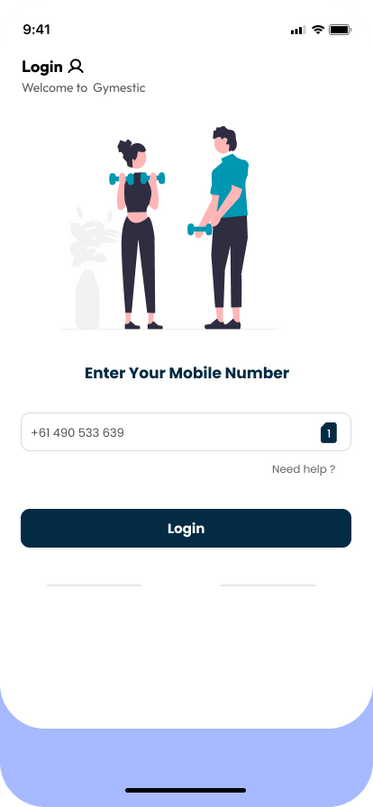 9:41
Login
Welcome to Gymestic
Enter Your Mobile Number
+61 490 533 639
1
Need help ?
Login